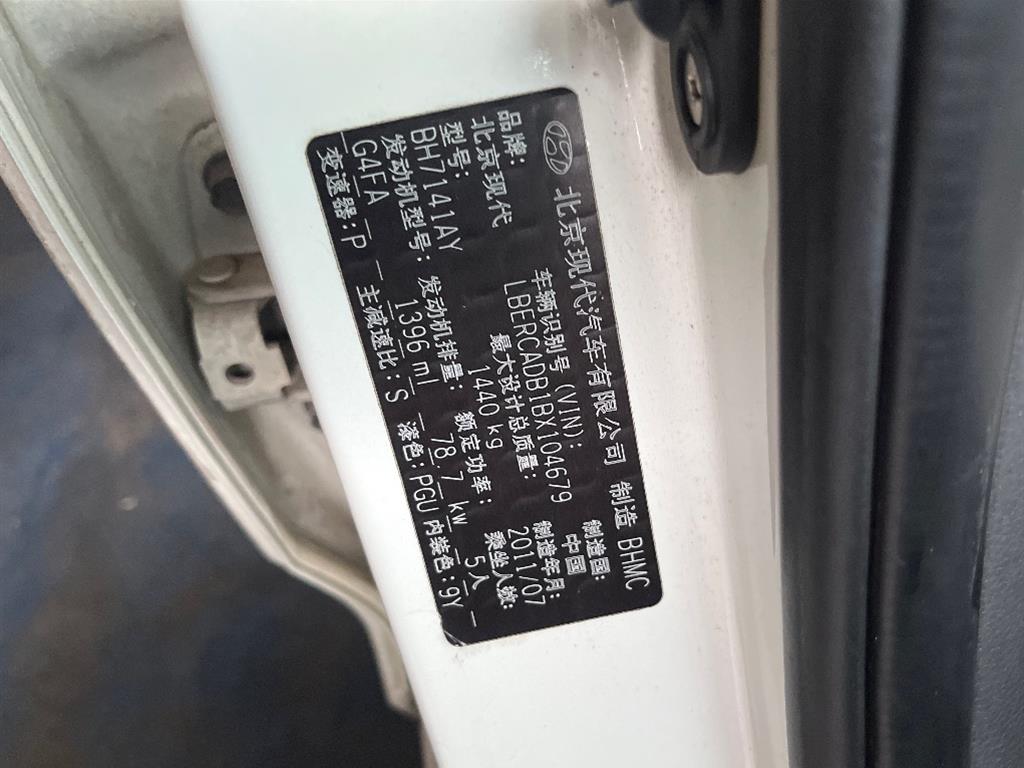 北京现代汽车有限公司 制造 BHMC
品牌: 车辆识别号 (VIN): 制造国:
北京现代 LBERCADB1BX104679 中国
型号: 最大设计总质量: 制造年月:
BH7141AY 1440 kg 2011/07
发动机型号: 发动机排量: 额定功率: 乘坐人数:
G4FA 1396 ml 78.7 kw 5人
变速器:P 主减速比:S 漆色:PGU 内装色:9Y